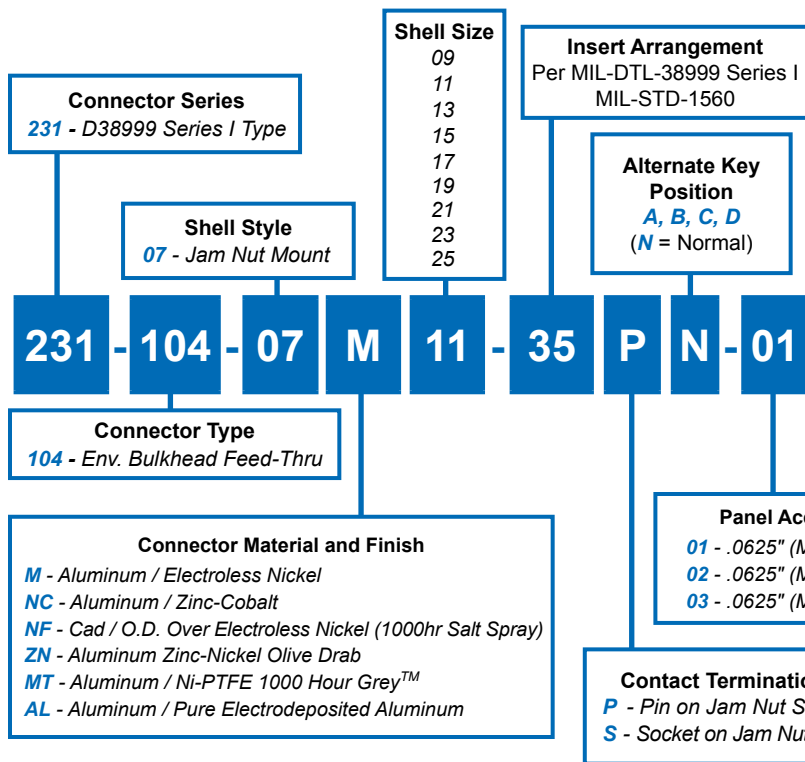 Connector Series
231 - D38999 Series I Type
Shell Style
07 - Jam Nut Mount
Shell Size
09
11
13
15
17
19
21
23
25
Insert Arrangement
Per MIL-DTL-38999 Series I
MIL-STD-1560
Alternate Key
Position
A, B, C, D
(N = Normal)
231 - 104 - 07 M 11 - 35 P N - 01
Connector Type
104 - Env. Bulkhead Feed-Thru
Connector Material and Finish
M - Aluminum / Electroless Nickel
NC - Aluminum / Zinc-Cobalt
NF - Cad / O.D. Over Electroless Nickel (1000hr Salt Spray)
ZN - Aluminum Zinc-Nickel Olive Drab
MT - Aluminum / Ni-PTFE 1000 Hour Grey™
AL - Aluminum / Pure Electrodeposited Aluminum
Panel
01 - .0625"
02 - .0625"
03 - .0625"
Contact
P - Pin on Jam Nut
S - Socket on Jam